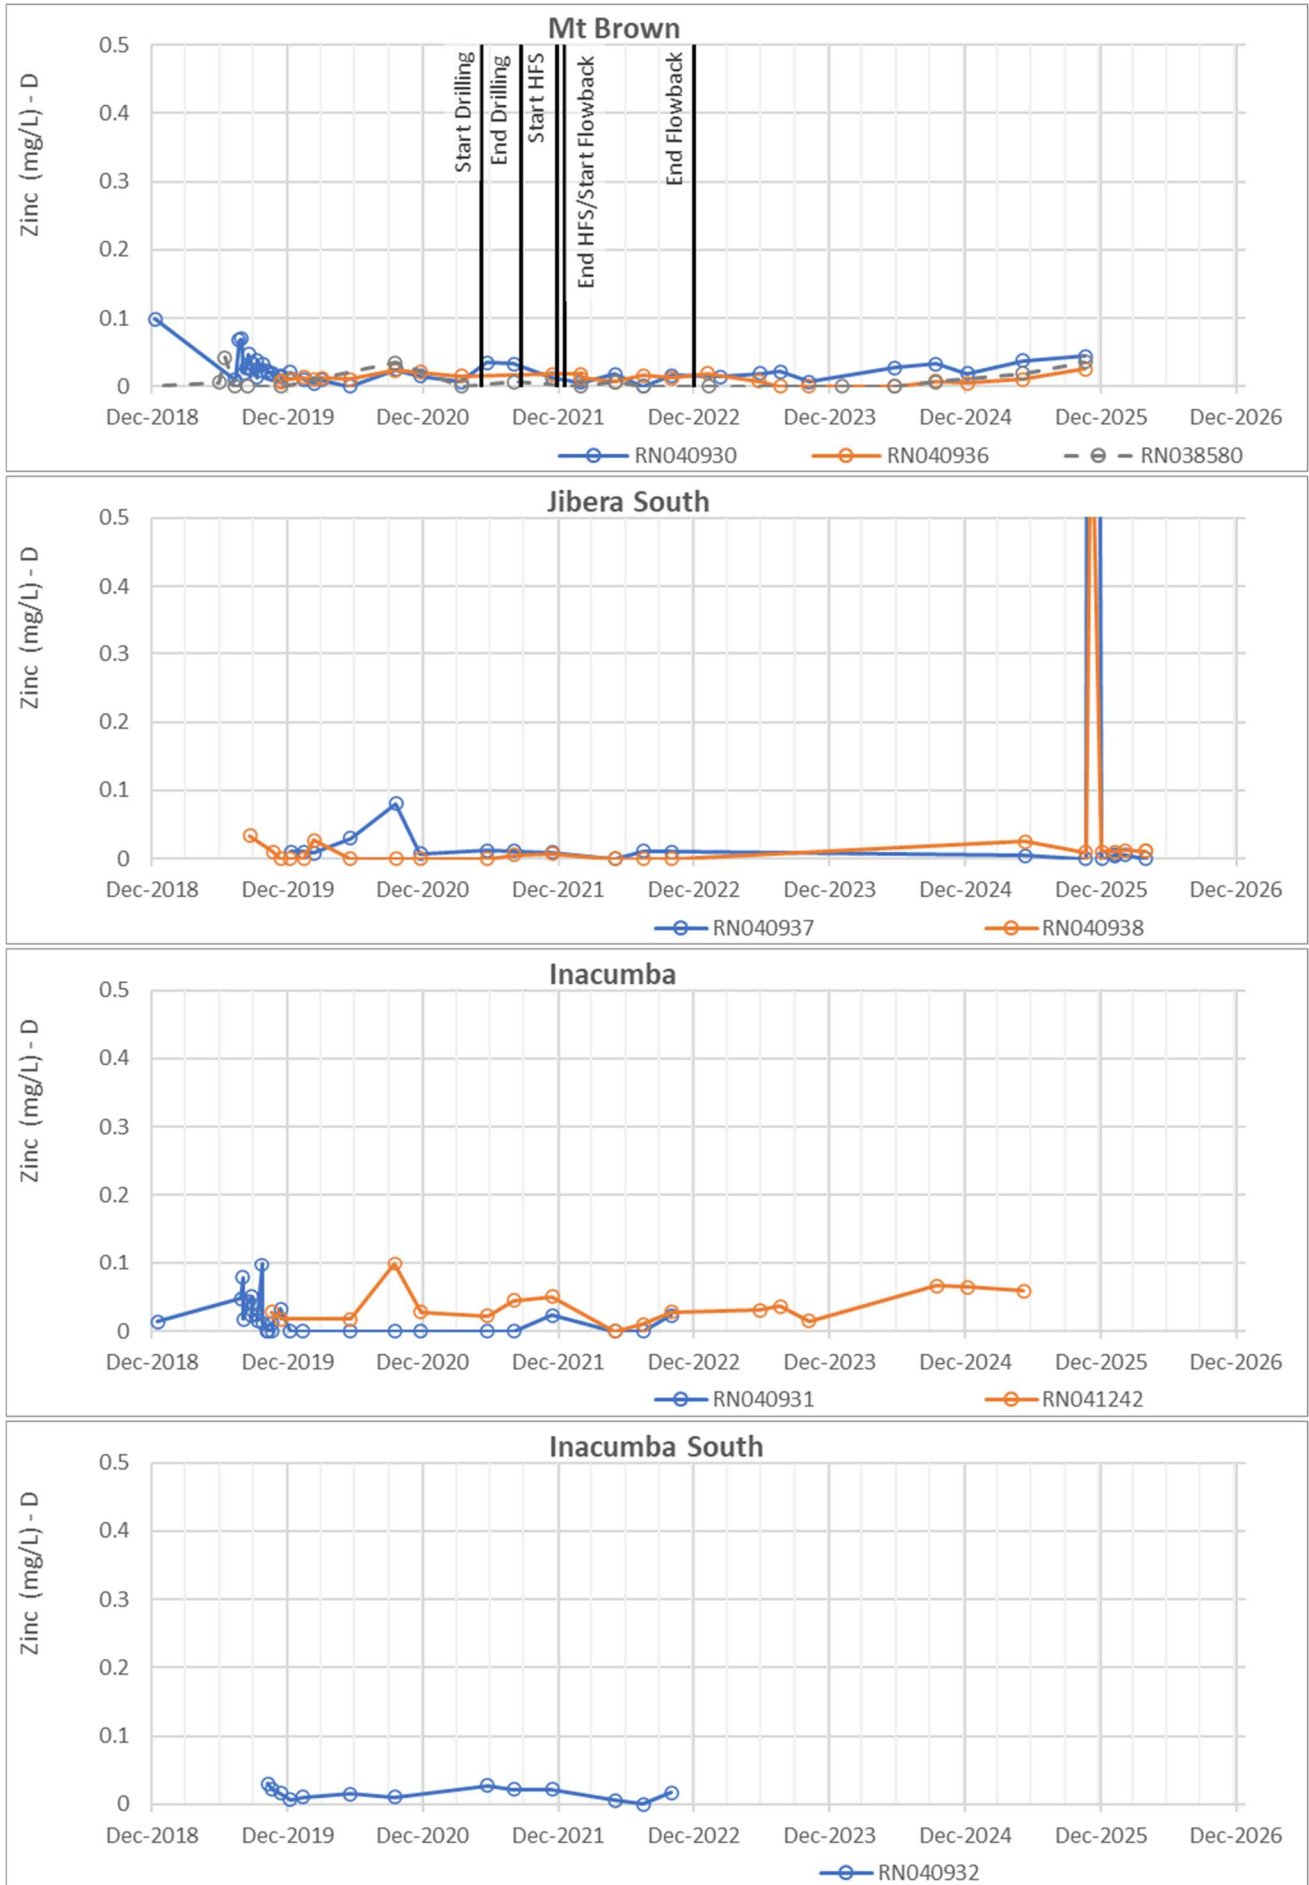 Mt Brown
Zinc (mg/L) - D
0.5
0.4
0.3
0.2
0.1
0
Start Drilling
End Drilling
Start HFS
End HFS/Start Flowback
End Flowback
Dec-2018 Dec-2019 Dec-2020 Dec-2021 Dec-2022 Dec-2023 Dec-2024 Dec-2025 Dec-2026
RN040930 RN040936 RN038580
Jibera South
Zinc (mg/L) - D
0.5
0.4
0.3
0.2
0.1
0
Dec-2018 Dec-2019 Dec-2020 Dec-2021 Dec-2022 Dec-2023 Dec-2024 Dec-2025 Dec-2026
RN040937 RN040938
Inacumba
Zinc (mg/L) - D
0.5
0.4
0.3
0.2
0.1
0
Dec-2018 Dec-2019 Dec-2020 Dec-2021 Dec-2022 Dec-2023 Dec-2024 Dec-2025 Dec-2026
RN040931 RN041242
Inacumba South
Zinc (mg/L) - D
0.5
0.4
0.3
0.2
0.1
0
Dec-2018 Dec-2019 Dec-2020 Dec-2021 Dec-2022 Dec-2023 Dec-2024 Dec-2025 Dec-2026
RN040932